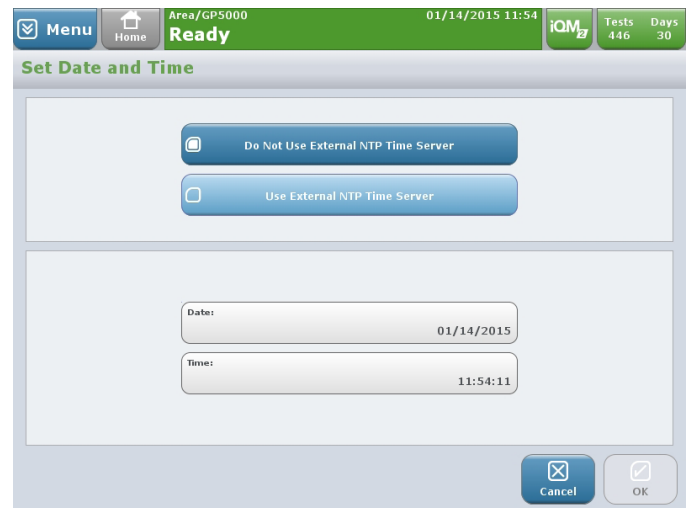 Menu
Home
Area/GP5000 01/14/2015 11:54
Ready
iQM2
Tests Days
446 30
Set Date and Time
Do Not Use External NTP Time Server
Use External NTP Time Server
Date:
01/14/2015
Time:
11:54:11
Cancel
OK